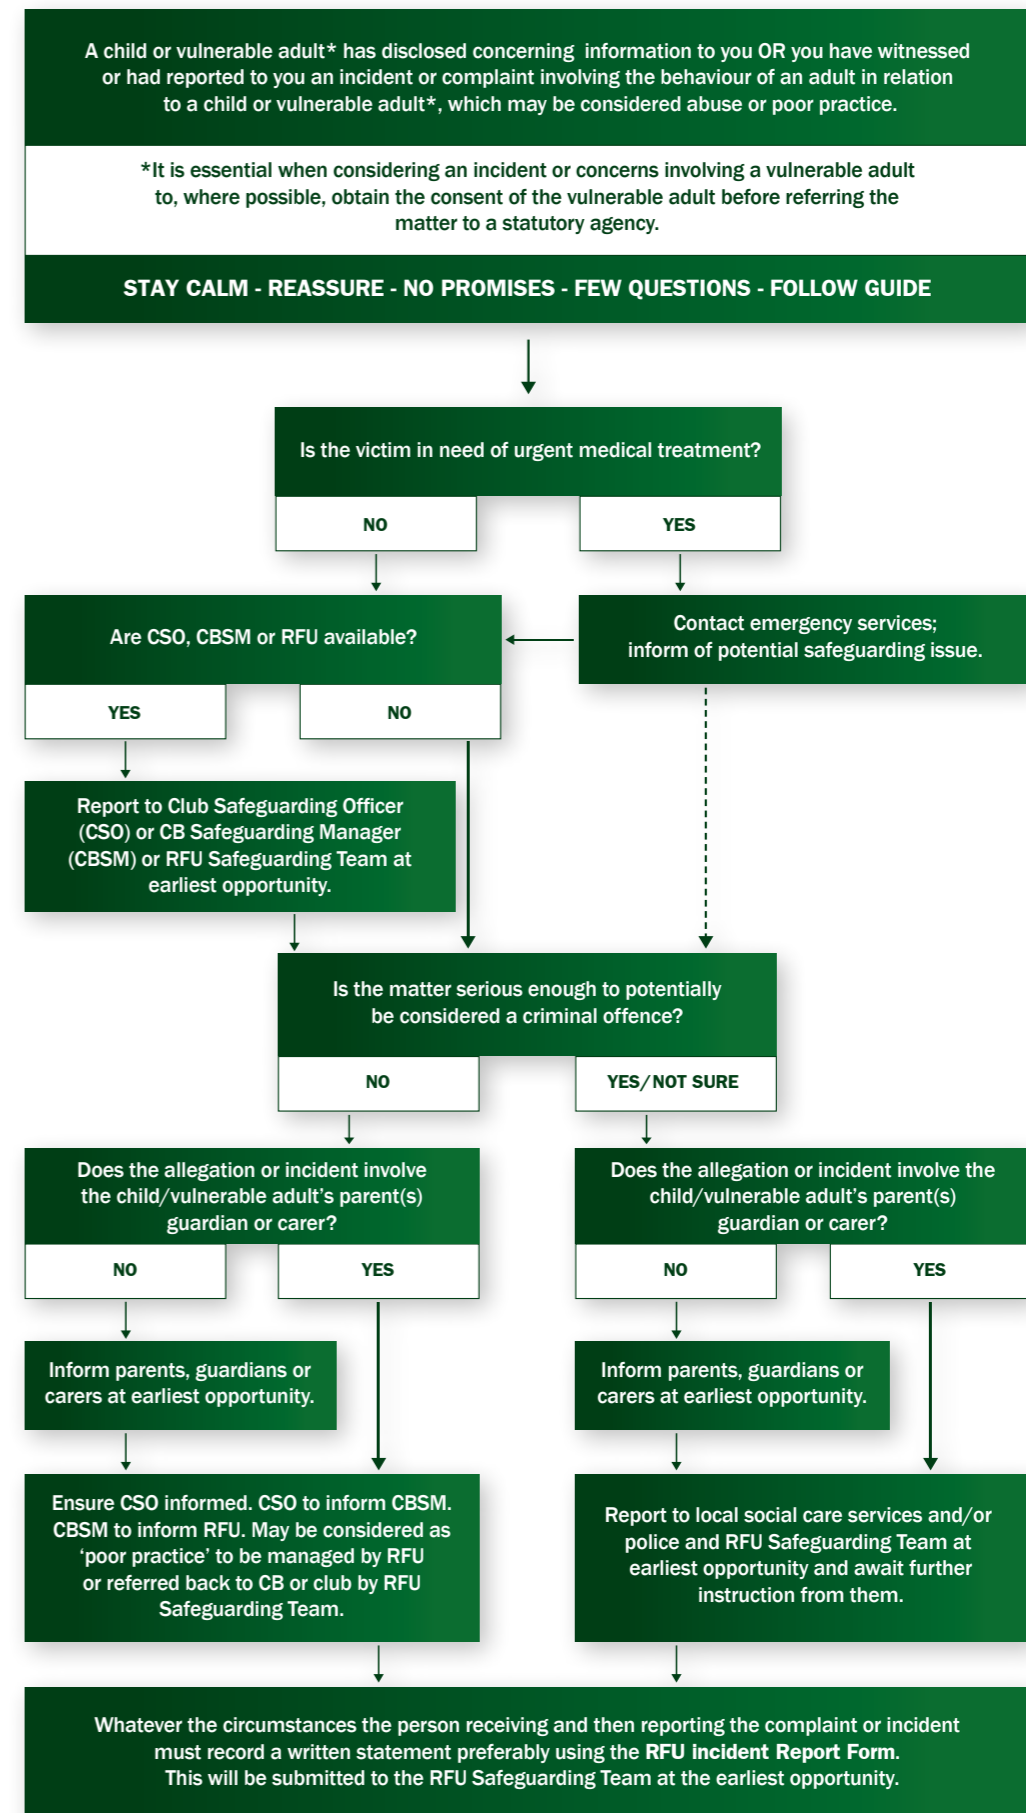 A child or vulnerable adult* has disclosed concerning information to you OR you have witnessed
or had reported to you an incident or complaint involving the behaviour of an adult in relation
to a child or vulnerable adult*, which may be considered abuse or poor practice.
*It is essential when considering an incident or concerns involving a vulnerable adult
to, where possible, obtain the consent of the vulnerable adult before referring the
matter to a statutory agency.
STAY CALM - REASSURE - NO PROMISES - FEW QUESTIONS - FOLLOW GUIDE
Is the victim in need of urgent medical treatment?
NO
YES
Are CSO, CBSM or RFU available?
Contact emergency services;
inform of potential safeguarding issue.
YES
NO
Report to Club Safeguarding Officer
(CSO) or CB Safeguarding Manager
(CBSM) or RFU Safeguarding Team at
earliest opportunity.
Is the matter serious enough to potentially
be considered a criminal offence?
NO
YES/NOT SURE
Does the allegation or incident involve
the child/vulnerable adult's parent(s)
guardian or carer?
NO
YES
Does the allegation or incident involve the
child/vulnerable adult's parent(s)
guardian or carer?
NO
YES
Inform parents, guardians or
carers at earliest opportunity.
Inform parents, guardians or
carers at earliest opportunity.
Ensure CSO informed. CSO to inform CBSM.
CBSM to inform RFU. May be considered as
‘poor practice’ to be managed by RFU
or referred back to CB or club by RFU
Safeguarding Team.
Report to local social care services and/or
police and RFU Safeguarding Team at
earliest opportunity and await further
instruction from them.
Whatever the circumstances the person receiving and then reporting the complaint or incident
must record a written statement preferably using the RFU incident Report Form.
This will be submitted to the RFU Safeguarding Team at the earliest opportunity.